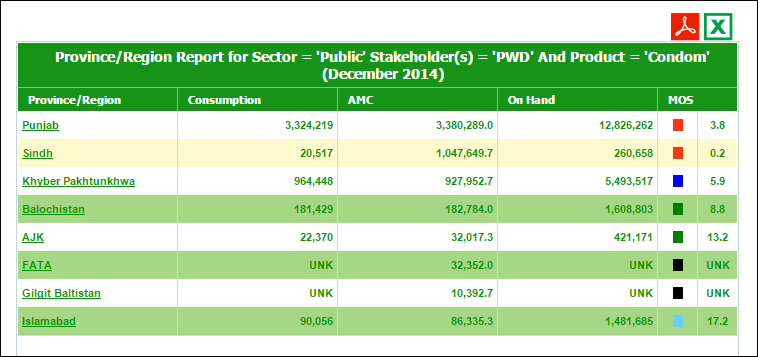 Province/Region Report for Sector = 'Public' Stakeholder(s) = 'PWD' And Product = 'Condom'
(December 2014)
Province/Region Consumption AMC On Hand MOS
Punjab 3,324,219 3,380,289.0 12,826,262 3.8
Sindh 20,517 1,047,649.7 260,658 0.2
Khyber Pakhtunkhwa 964,448 927,952.7 5,493,517 5.9
Balochistan 181,429 182,784.0 1,608,803 8.8
AJK 22,370 32,017.3 421,171 13.2
FATA UNK 32,352.0 UNK UNK
Gilgit Baltistan UNK 10,392.7 UNK UNK
Islamabad 90,056 86,335.3 1,481,685 17.2